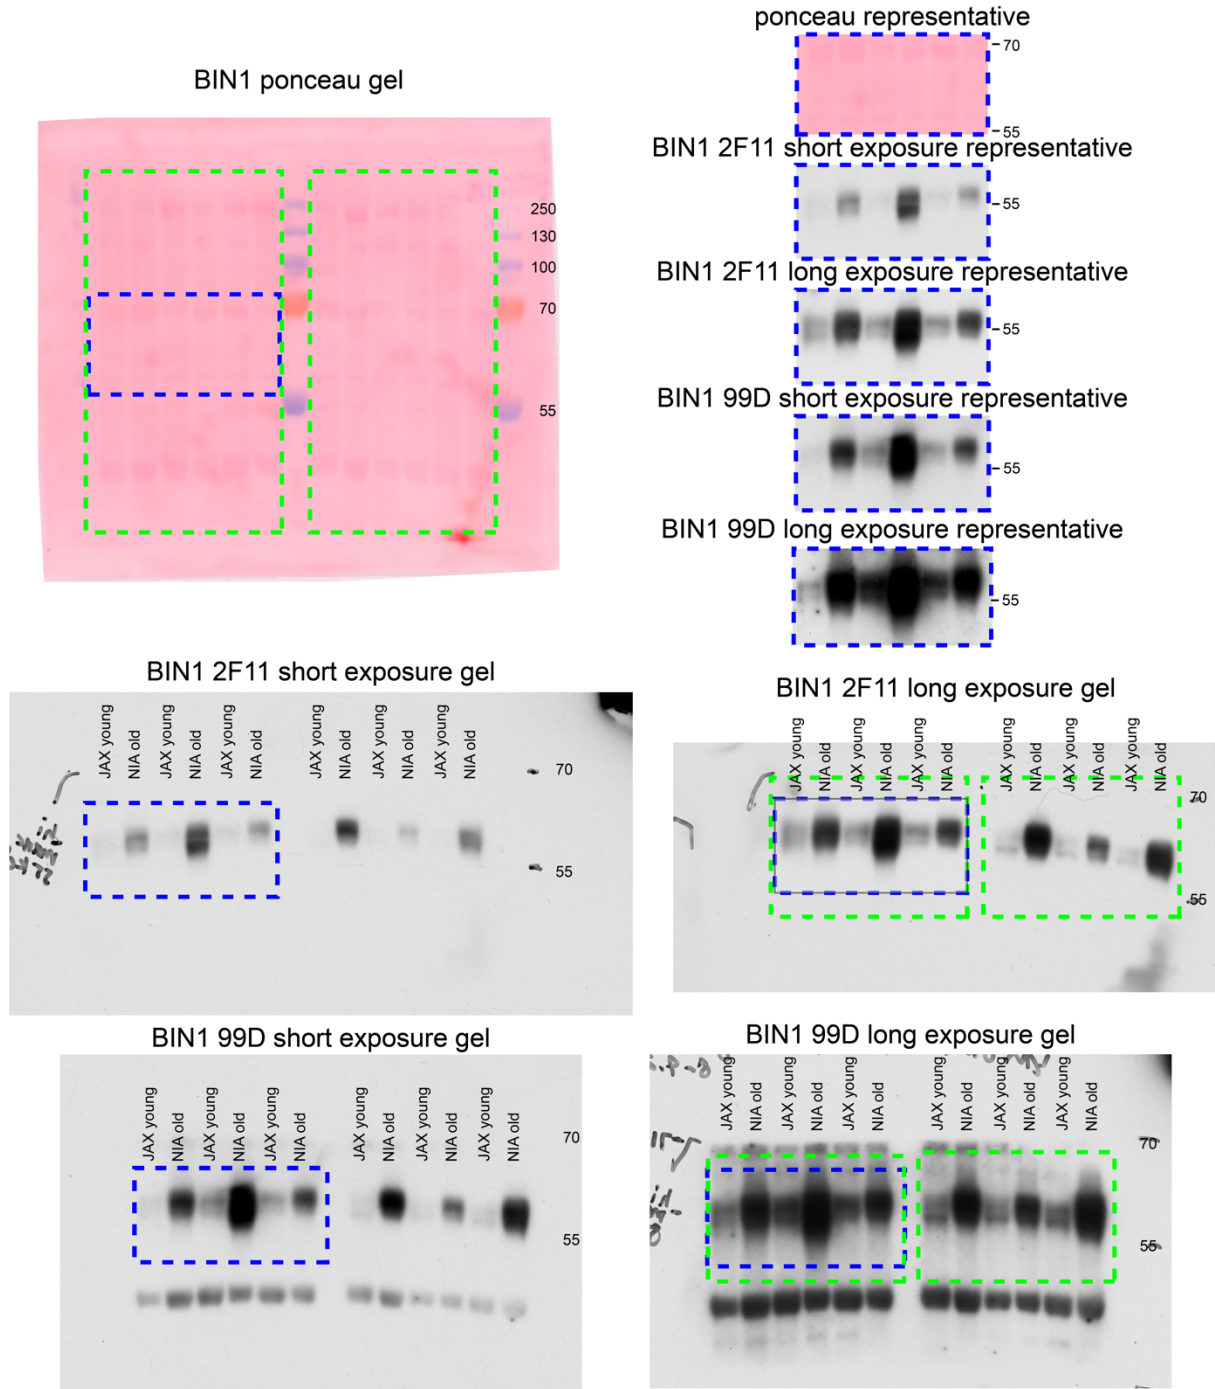 ponceau representative
70
55
BIN1 ponceau gel
250
130
100
70
55
BIN1 2F11 short exposure representative
55
BIN1 2F11 long exposure representative
55
BIN1 99D short exposure representative
55
BIN1 99D long exposure representative
55
BIN1 2F11 short exposure gel
JAX young NIA old JAX young NIA old JAX young NIA old JAX young NIA old JAX young NIA old JAX young NIA old
70
55
BIN1 2F11 long exposure gel
JAX young NIA old JAX young NIA old JAX young NIA old JAX young NIA old JAX young NIA old JAX young NIA old
70
55
BIN1 99D short exposure gel
JAX young NIA old JAX young NIA old JAX young NIA old JAX young NIA old JAX young NIA old JAX young NIA old
70
55
BIN1 99D long exposure gel
JAX young NIA old JAX young NIA old JAX young NIA old JAX young NIA old JAX young NIA old JAX young NIA old
70
55